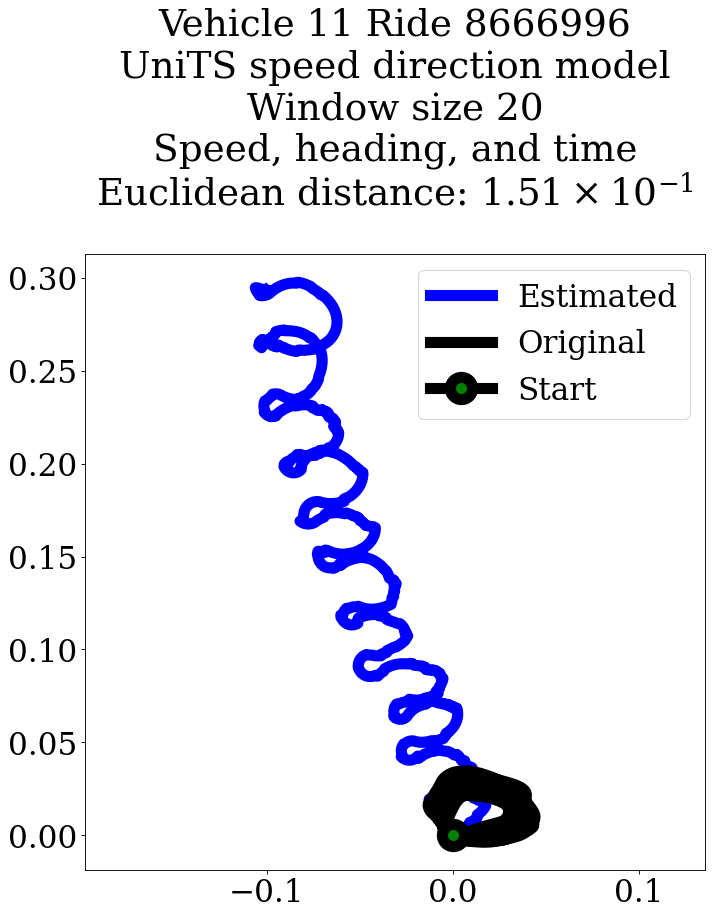 Vehicle 11 Ride 8666996
UniTS speed direction model
Window size 20
Speed, heading, and time
Euclidean distance: 1.51 × 10⁻¹
0.30
0.25
0.20
0.15
0.10
0.05
0.00
Estimated
Original
Start
−0.1 0.0 0.1